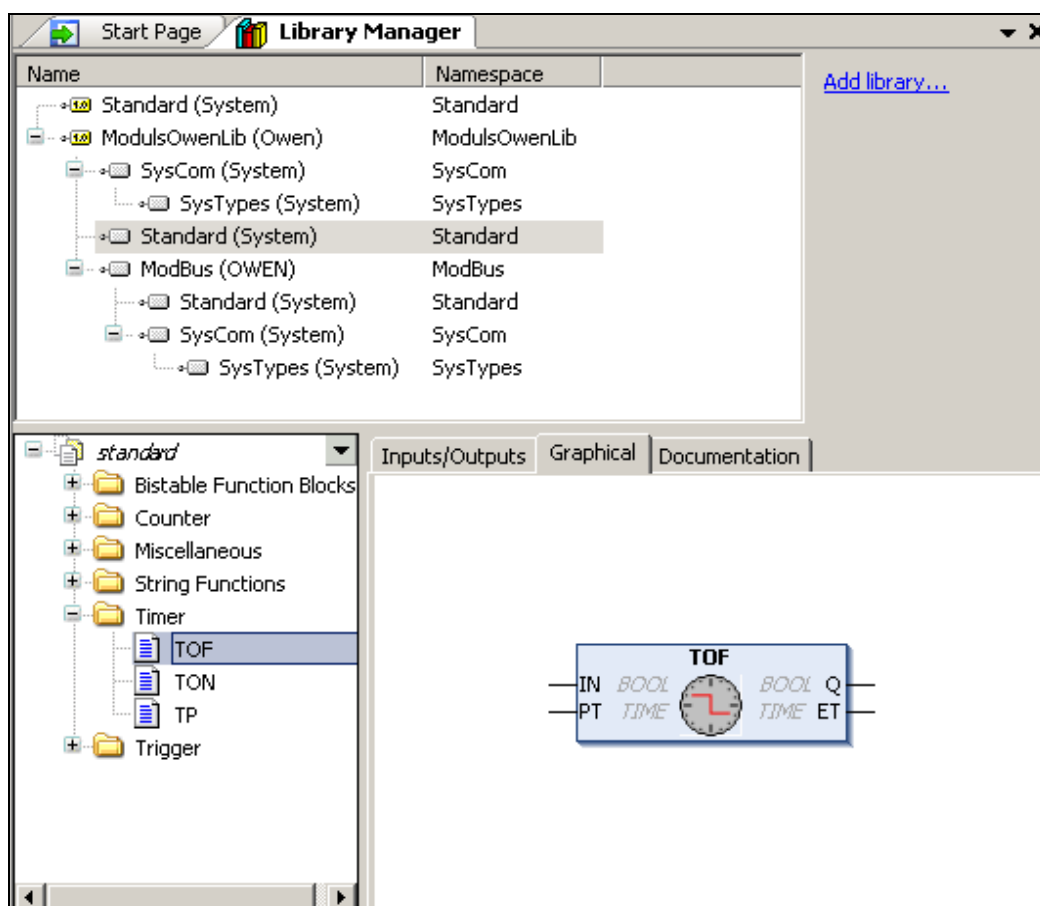 Start Page
Library Manager
Name Namespace
Add library...
Standard (System) Standard
ModulsOwenLib (Owen) ModulsOwenLib
SysCom (System) SysCom
SysTypes (System) SysTypes
Standard (System) Standard
ModBus (OWEN) ModBus
Standard (System) Standard
SysCom (System) SysCom
SysTypes (System) SysTypes
standard
Bistable Function Blocks
Counter
Miscellaneous
String Functions
Timer
TOF
TON
TP
Trigger
Inputs/Outputs Graphical Documentation
TOF
IN BOOL BOOL Q
PT TIME TIME ET